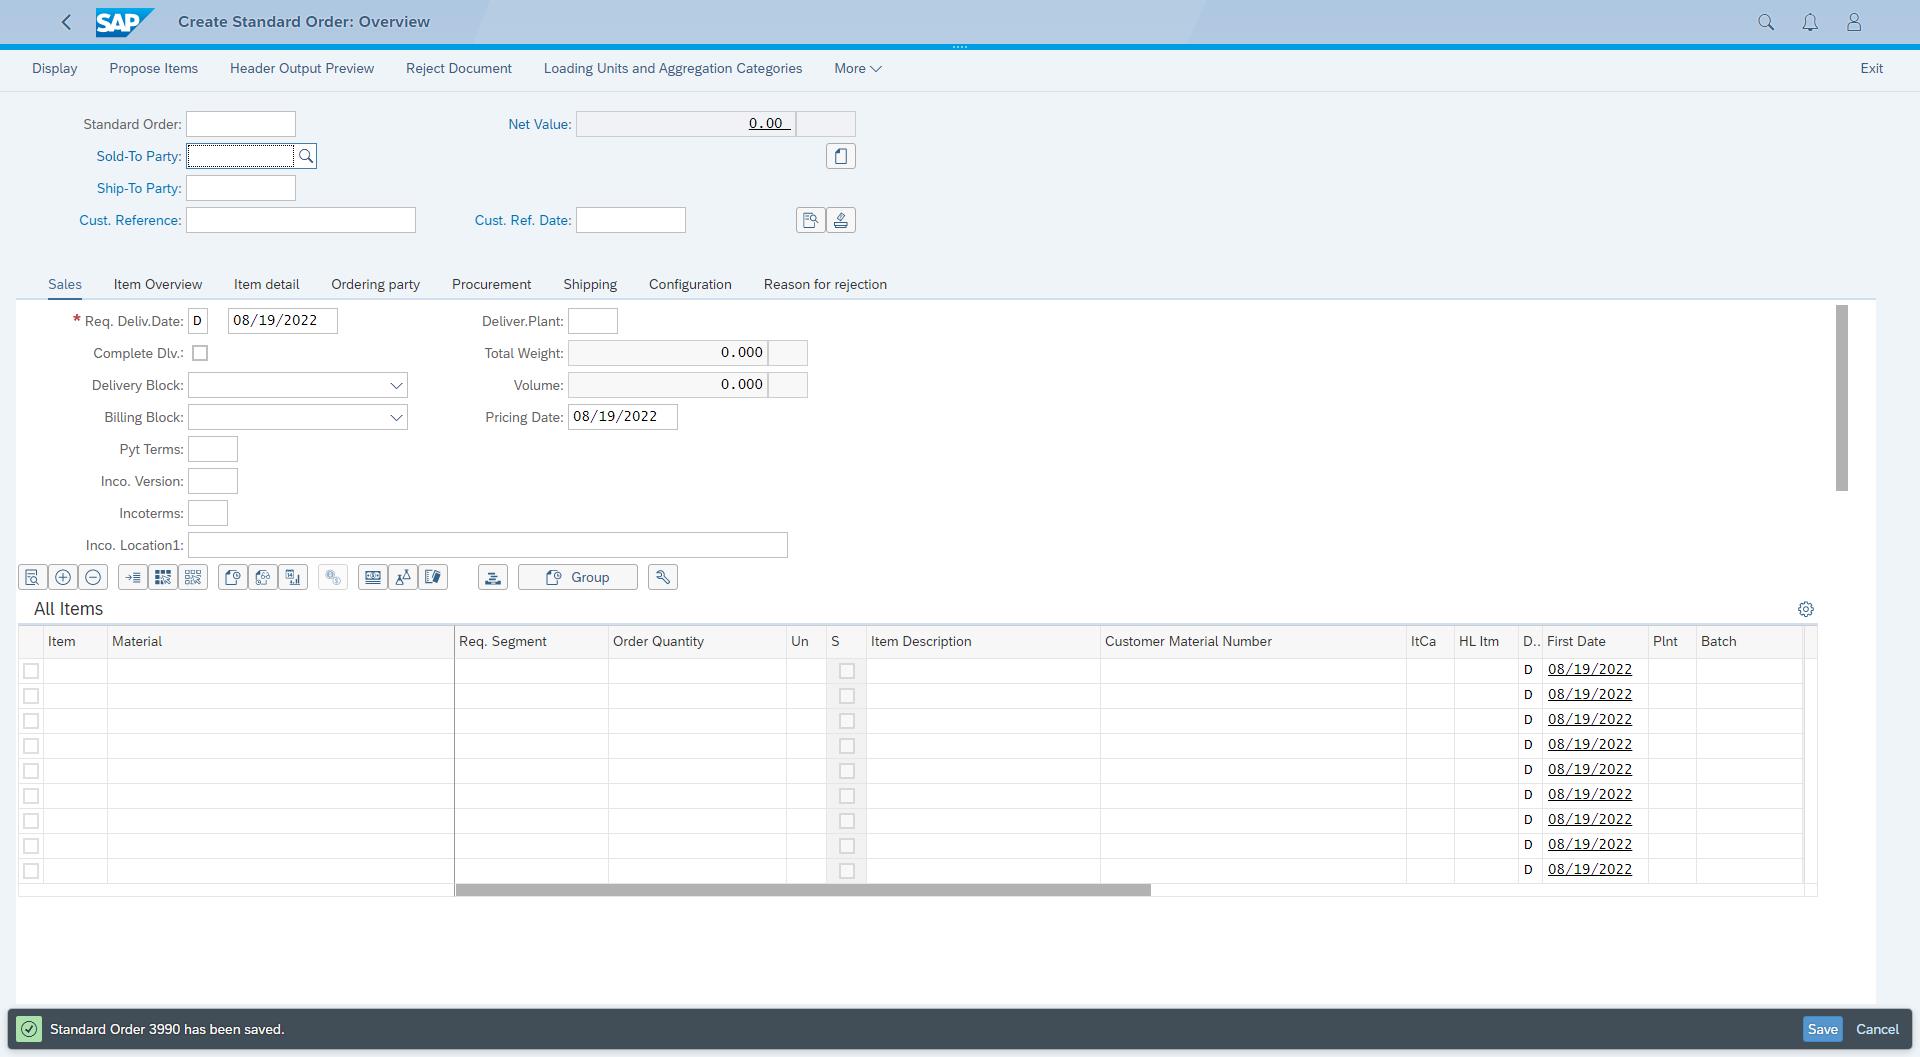 SAP Create Standard Order: Overview
Display Propose Items Header Output Preview Reject Document Loading Units and Aggregation Categories More Exit
Standard Order: Net Value: 0.00
Sold-To Party:
Ship-To Party:
Cust. Reference: Cust. Ref. Date:
Sales Item Overview Item detail Ordering party Procurement Shipping Configuration Reason for rejection
* Req. Deliv.Date: D 08/19/2022 Deliver.Plant:
Complete Dlv.: Total Weight: 0.000
Delivery Block: Volume: 0.000
Billing Block: Pricing Date: 08/19/2022
Pyt Terms:
Inco. Version:
Incoterms:
Inco. Location1:
Group
All Items
Item Material Req. Segment Order Quantity Un S Item Description Customer Material Number ItCa HL Itm D.. First Date Plnt Batch
D 08/19/2022
D 08/19/2022
D 08/19/2022
D 08/19/2022
D 08/19/2022
D 08/19/2022
D 08/19/2022
D 08/19/2022
D 08/19/2022
Standard Order 3990 has been saved. Save Cancel